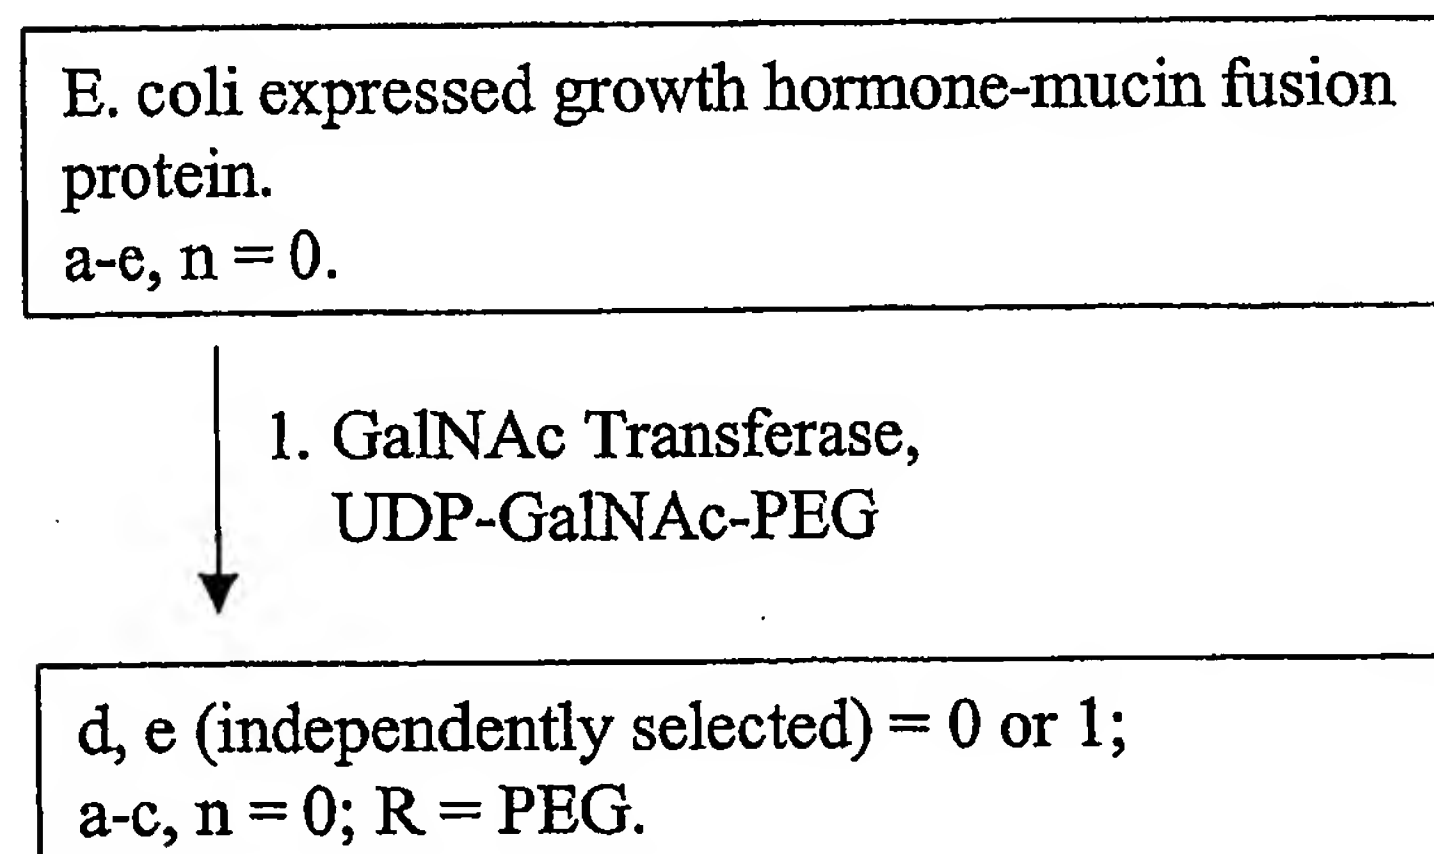 E. coli expressed growth hormone-mucin fusion
protein.
a-e, n = 0.
1. GalNAc Transferase,
UDP-GalNAc-PEG
d, e (independently selected) = 0 or 1;
a-c, n = 0; R = PEG.